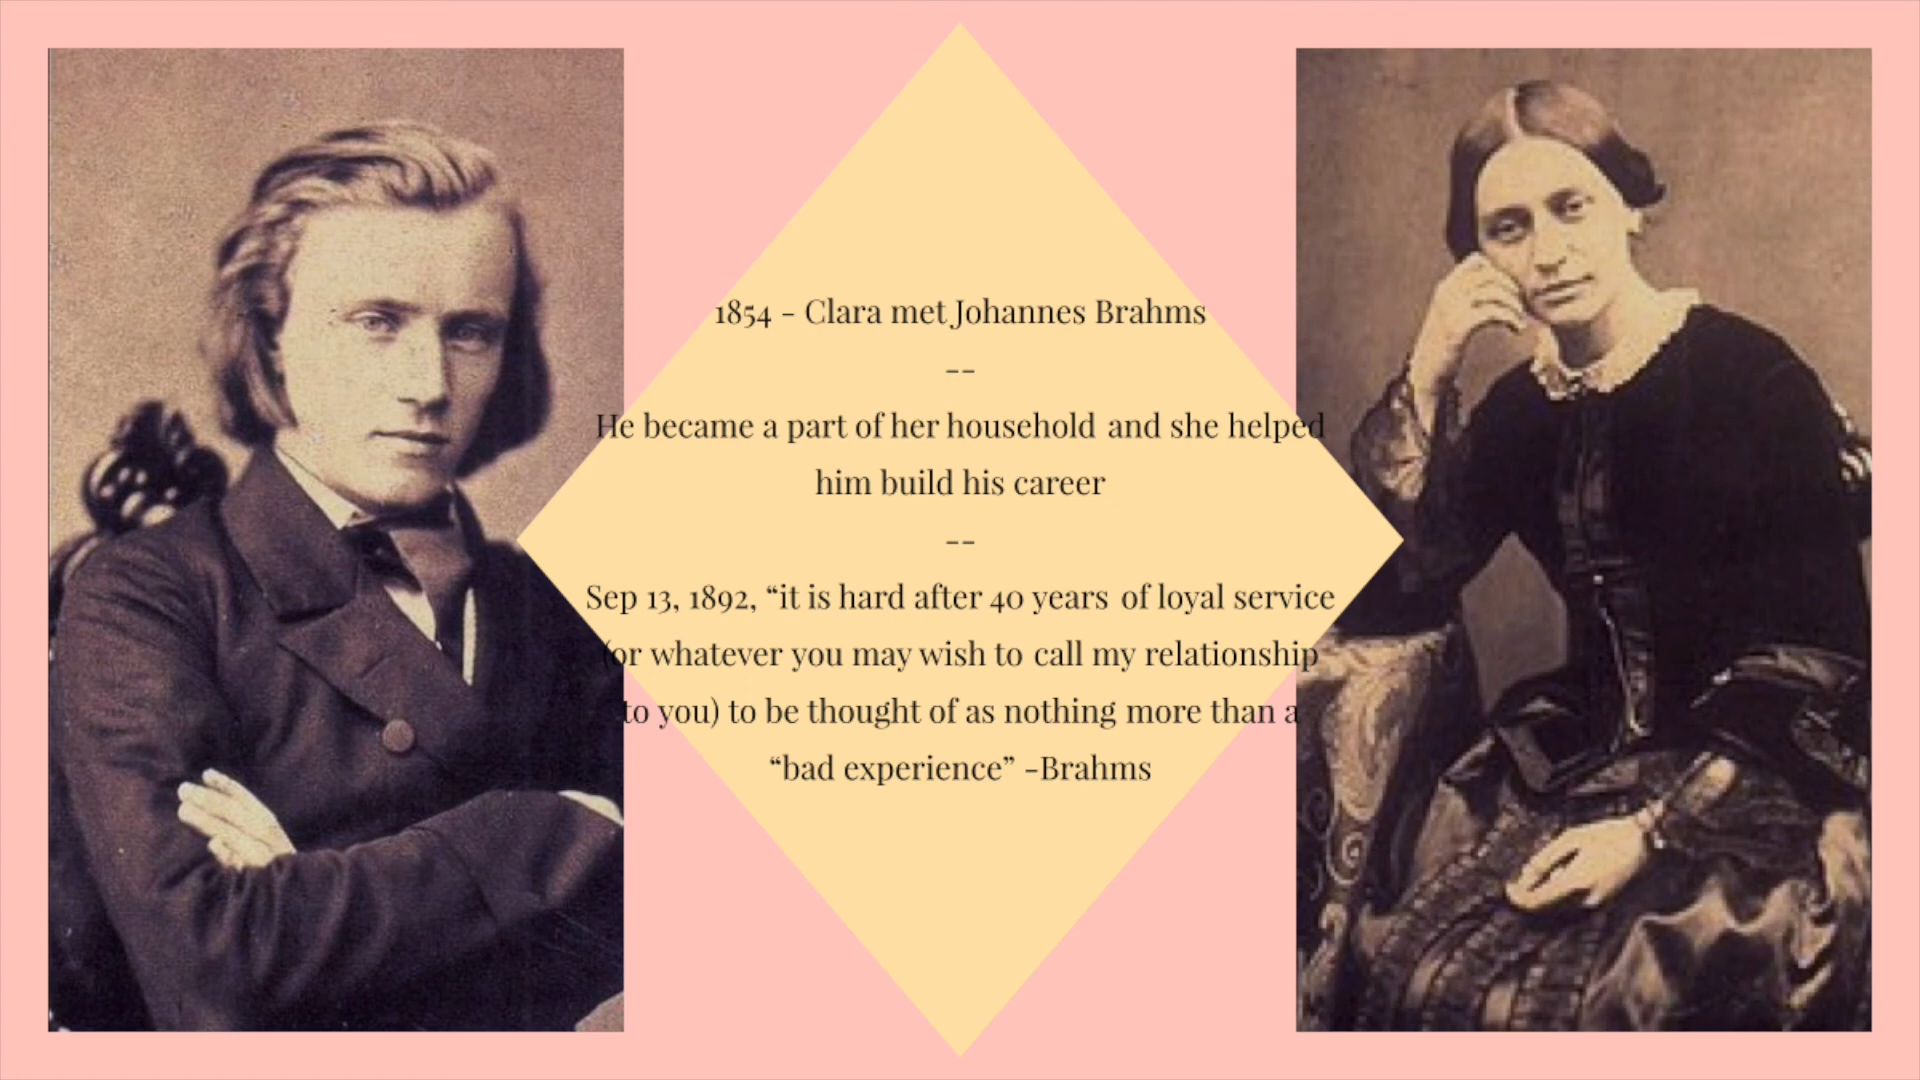 1854 - Clara met Johannes Brahms
--
He became a part of her household and she helped
him build his career
--
Sep 13, 1892, “it is hard after 40 years of loyal service
(or whatever you may wish to call my relationship
to you) to be thought of as nothing more than a
“bad experience” -Brahms